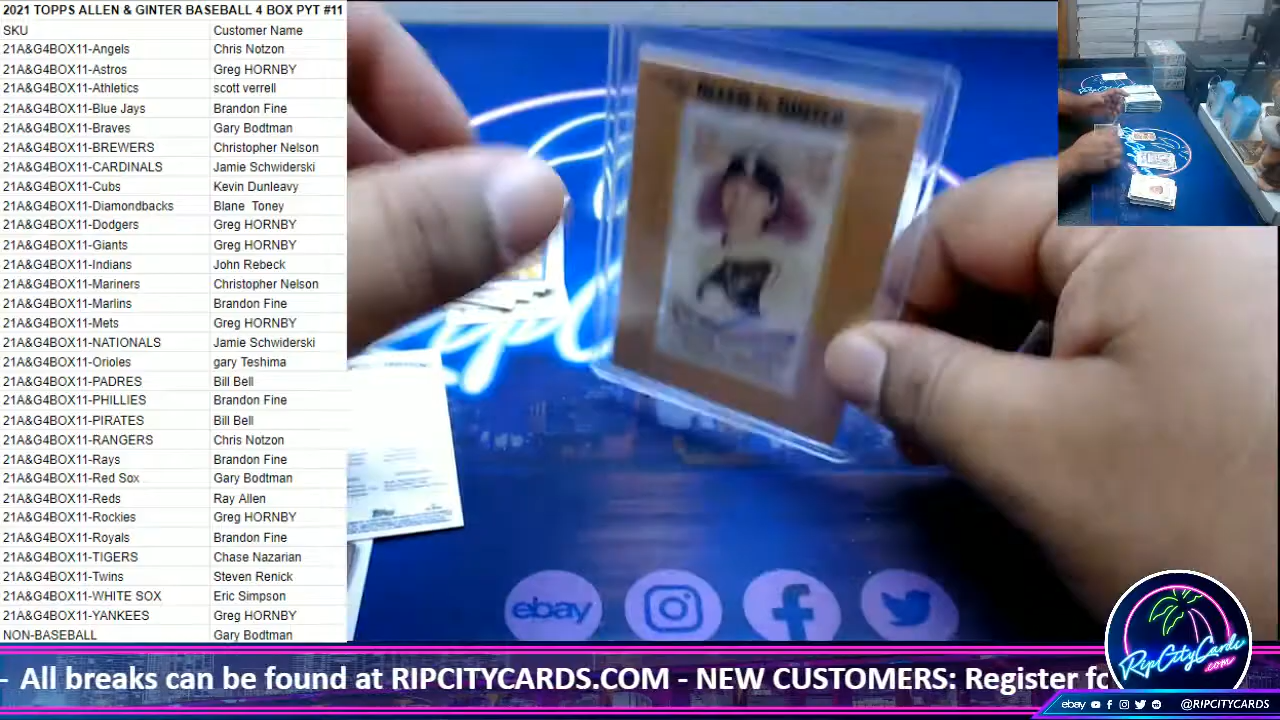 2021 TOPPS ALLEN & GINTER BASEBALL 4 BOX PYT #11
SKU Customer Name
21A&G4BOX11-Angels Chris Notzon
21A&G4BOX11-Astros Greg HORNBY
21A&G4BOX11-Athletics scott verrell
21A&G4BOX11-Blue Jays Brandon Fine
21A&G4BOX11-Braves Gary Bodtman
21A&G4BOX11-BREWERS Christopher Nelson
21A&G4BOX11-CARDINALS Jamie Schwiderski
21A&G4BOX11-Cubs Kevin Dunleavy
21A&G4BOX11-Diamondbacks Blane Toney
21A&G4BOX11-Dodgers Greg HORNBY
21A&G4BOX11-Giants Greg HORNBY
21A&G4BOX11-Indians John Rebeck
21A&G4BOX11-Mariners Christopher Nelson
21A&G4BOX11-Marlins Brandon Fine
21A&G4BOX11-Mets Greg HORNBY
21A&G4BOX11-NATIONALS Jamie Schwiderski
21A&G4BOX11-Orioles gary Teshima
21A&G4BOX11-PADRES Bill Bell
21A&G4BOX11-PHILLIES Brandon Fine
21A&G4BOX11-PIRATES Bill Bell
21A&G4BOX11-RANGERS Chris Notzon
21A&G4BOX11-Rays Brandon Fine
21A&G4BOX11-Red Sox Gary Bodtman
21A&G4BOX11-Reds Ray Allen
21A&G4BOX11-Rockies Greg HORNBY
21A&G4BOX11-Royals Brandon Fine
21A&G4BOX11-TIGERS Chase Nazarian
21A&G4BOX11-Twins Steven Renick
21A&G4BOX11-WHITE SOX Eric Simpson
21A&G4BOX11-YANKEES Greg HORNBY
NON-BASEBALL Gary Bodtman
ebay
- All breaks can be found at RIPCITYCARDS.COM - NEW CUSTOMERS: Register fo
RipCityCards
.com
ebay @RIPCITYCARDS